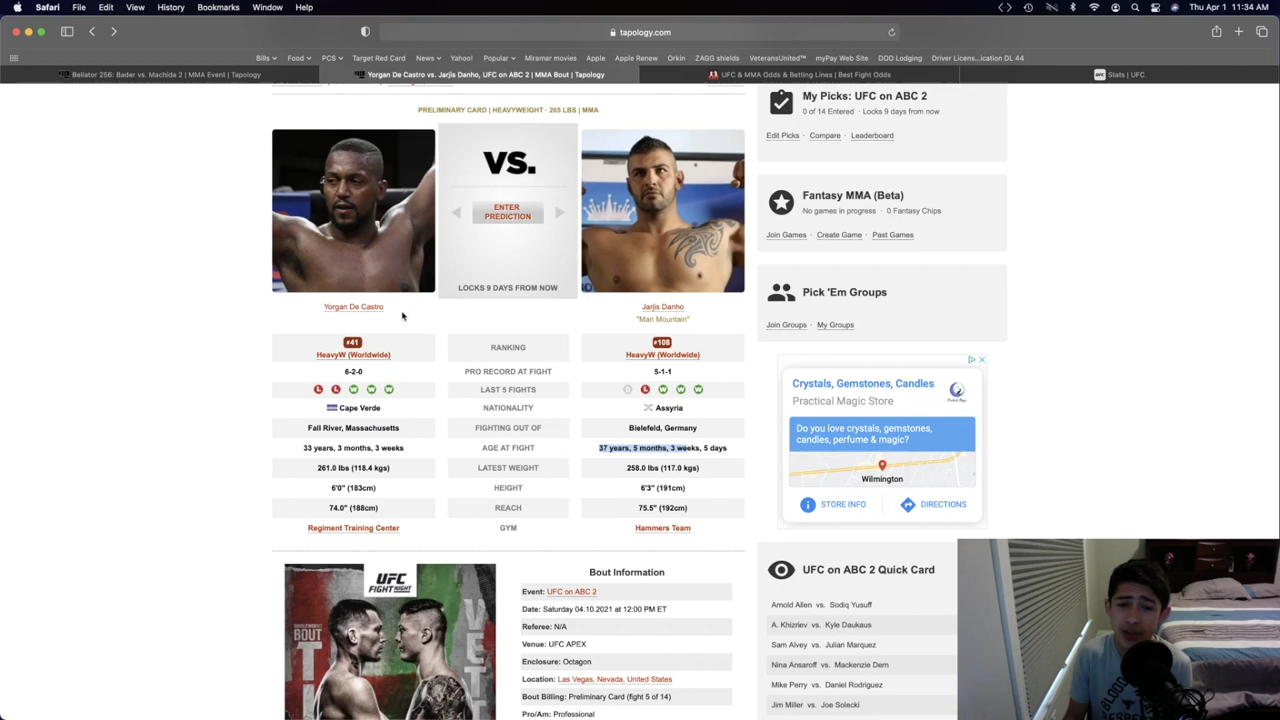 Safari File Edit View History Bookmarks Window Help
Thu Apr 1 11:34 AM
tapology.com
Bills Food PCS Target Red Card News Yahoo! Popular Miramar movies Apple Apple Renew Orkin ZAGG shields VeteransUnited™ myPay Web Site DOD Lodging Driver Licens...ication DL 44
Bellator 256: Bader vs. Machida 2 | MMA Event | Tapology
Yorgan De Castro vs. Jarjis Danho, UFC on ABC 2 | MMA Bout | Tapology
UFC & MMA Odds & Betting Lines | Best Fight Odds
Stats | UFC
PRELIMINARY CARD | HEAVYWEIGHT · 265 LBS | MMA
VS.
ENTER
PREDICTION
LOCKS 9 DAYS FROM NOW
Yorgan De Castro
Jarjis Danho
"Man Mountain"
#41
HeavyW (Worldwide)
RANKING
#108
HeavyW (Worldwide)
6-2-0 PRO RECORD AT FIGHT 5-1-1
L L W W W LAST 5 FIGHTS D L W W W
Cape Verde NATIONALITY Assyria
Fall River, Massachusetts FIGHTING OUT OF Bielefeld, Germany
33 years, 3 months, 3 weeks AGE AT FIGHT 37 years, 5 months, 3 weeks, 5 days
261.0 lbs (118.4 kgs) LATEST WEIGHT 258.0 lbs (117.0 kgs)
6'0" (183cm) HEIGHT 6'3" (191cm)
74.0" (188cm) REACH 75.5" (192cm)
Regiment Training Center GYM Hammers Team
UFC
FIGHT NIGHT
Bout Information
Event: UFC on ABC 2
Date: Saturday 04.10.2021 at 12:00 PM ET
Referee: N/A
Venue: UFC APEX
Enclosure: Octagon
Location: Las Vegas, Nevada, United States
Bout Billing: Preliminary Card (fight 5 of 14)
Pro/Am: Professional
My Picks: UFC on ABC 2
0 of 14 Entered · Locks 9 days from now
Edit Picks · Compare · Leaderboard
Fantasy MMA (Beta)
No games in progress · 0 Fantasy Chips
Join Games · Create Game · Past Games
Pick 'Em Groups
Join Groups · My Groups
Crystals, Gemstones, Candles
Practical Magic Store
Do you love crystals, gemstones,
candles, perfume & magic?
Wilmington
STORE INFO DIRECTIONS
UFC on ABC 2 Quick Card
Arnold Allen vs. Sodiq Yusuff
A. Khizriev vs. Kyle Daukaus
Sam Alvey vs. Julian Marquez
Nina Ansaroff vs. Mackenzie Dern
Mike Perry vs. Daniel Rodriguez
Jim Miller vs. Joe Solecki